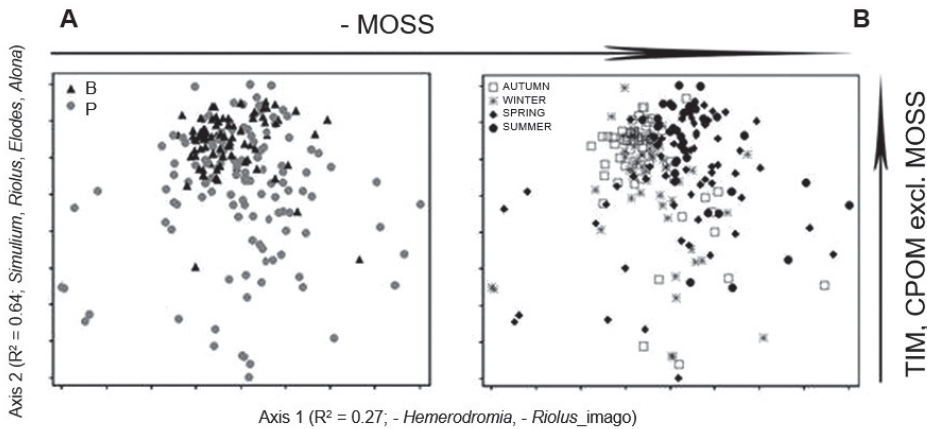 A
- MOSS
B
B
P
AUTUMN
WINTER
SPRING
SUMMER
Axis 2 (R² = 0.64; Simulium, Riolus, Elodes, Alona)
TIM, CPOM excl. MOSS
Axis 1 (R² = 0.27; - Hemerodromia, - Riolus_imago)